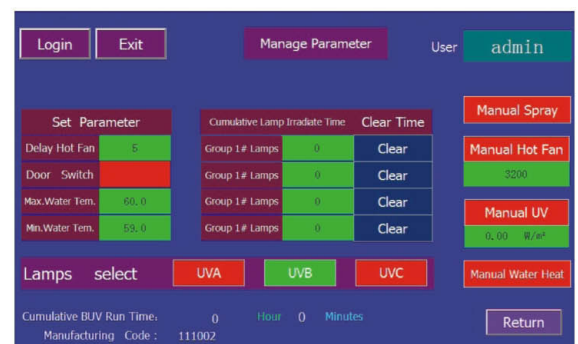 Login Exit Manage Parameter User admin
Set Parameter Cumulative Lamp Irradiate Time Clear Time Manual Spray
Delay Hot Fan 5 Group 1# Lamps 0 Clear Manual Hot Fan
Door Switch Group 1# Lamps 0 Clear 3200
Max.Water Tem. 60.0 Group 1# Lamps 0 Clear Manual UV
Min.Water Tem. 59.0 Group 1# Lamps 0 Clear 0.00 W/m²
Lamps select UVA UVB UVC Manual Water Heat
Cumulative BUV Run Time: 0 Hour 0 Minutes
Manufacturing Code : 111002 Return